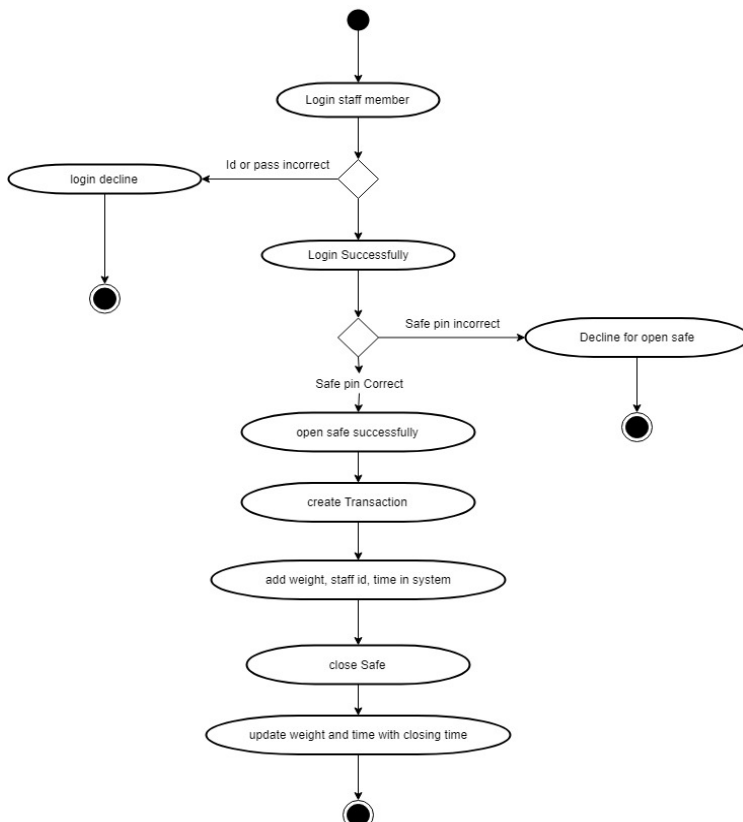 Login staff member
Id or pass incorrect
login decline
Login Successfully
Safe pin incorrect
Decline for open safe
Safe pin Correct
open safe successfully
create Transaction
add weight, staff id, time in system
close Safe
update weight and time with closing time